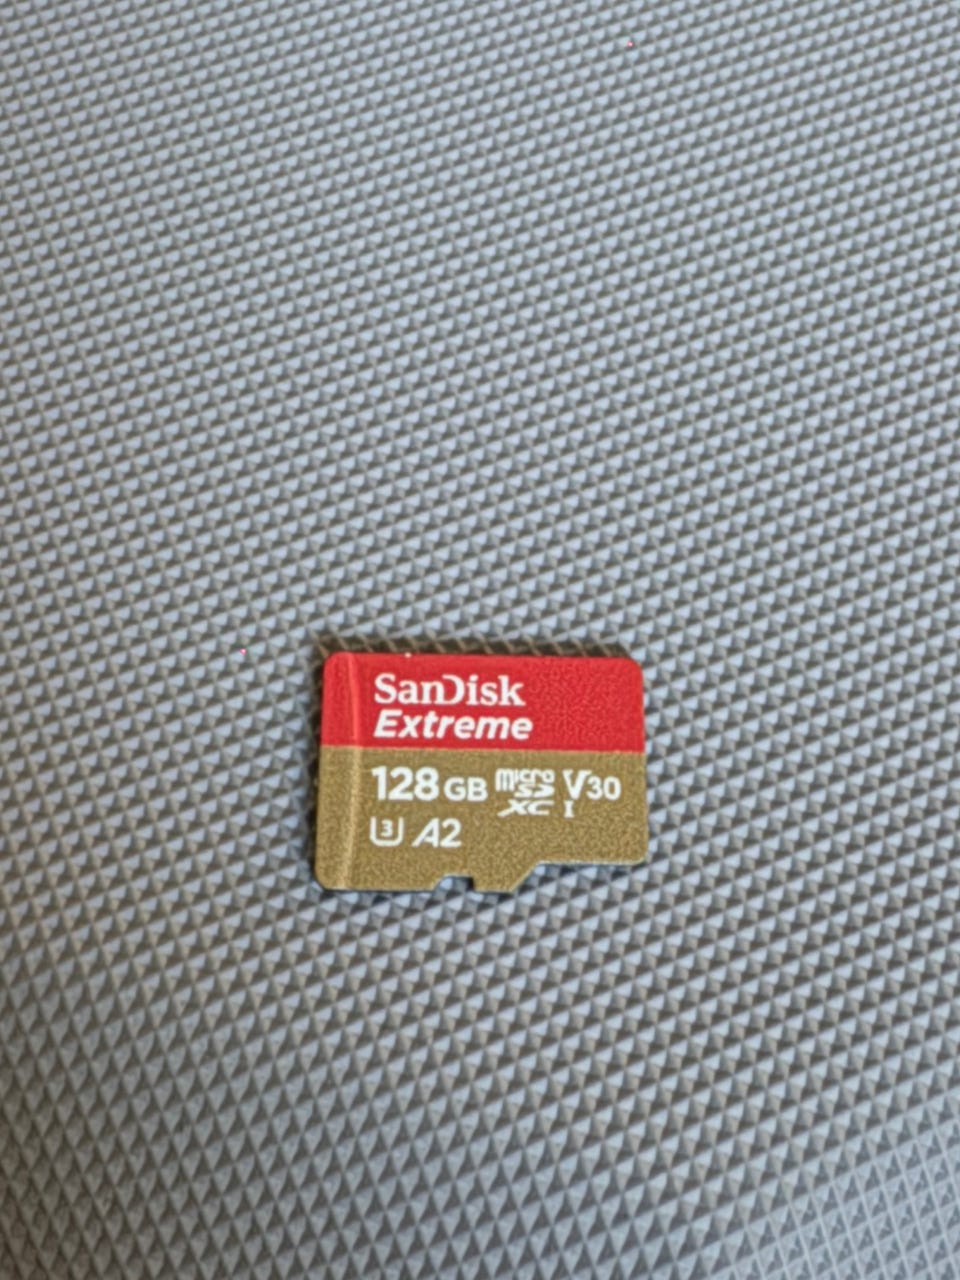 SanDisk
Extreme
128 GB micro SD XC I V30
3 A2